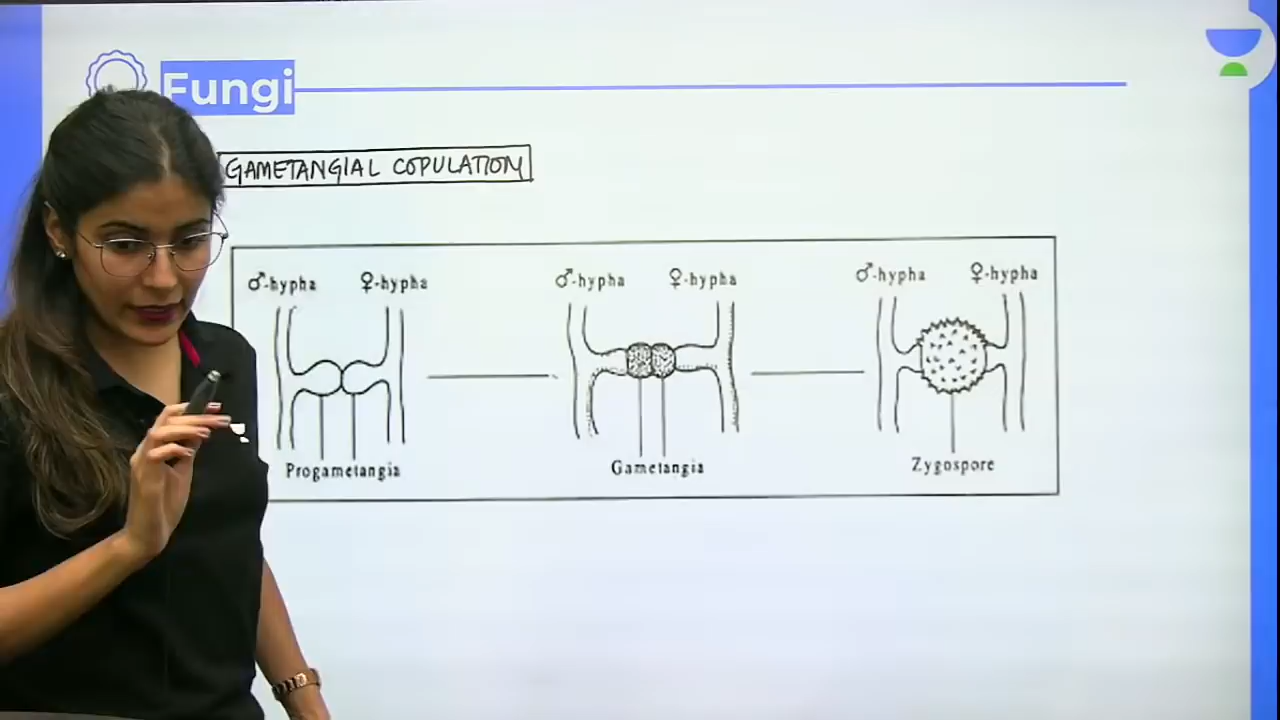 Fungi
GAMETANGIAL COPULATION
♂-hypha ♀-hypha ♂-hypha ♀-hypha ♂-hypha ♀-hypha
Progametangia Gametangia Zygospore